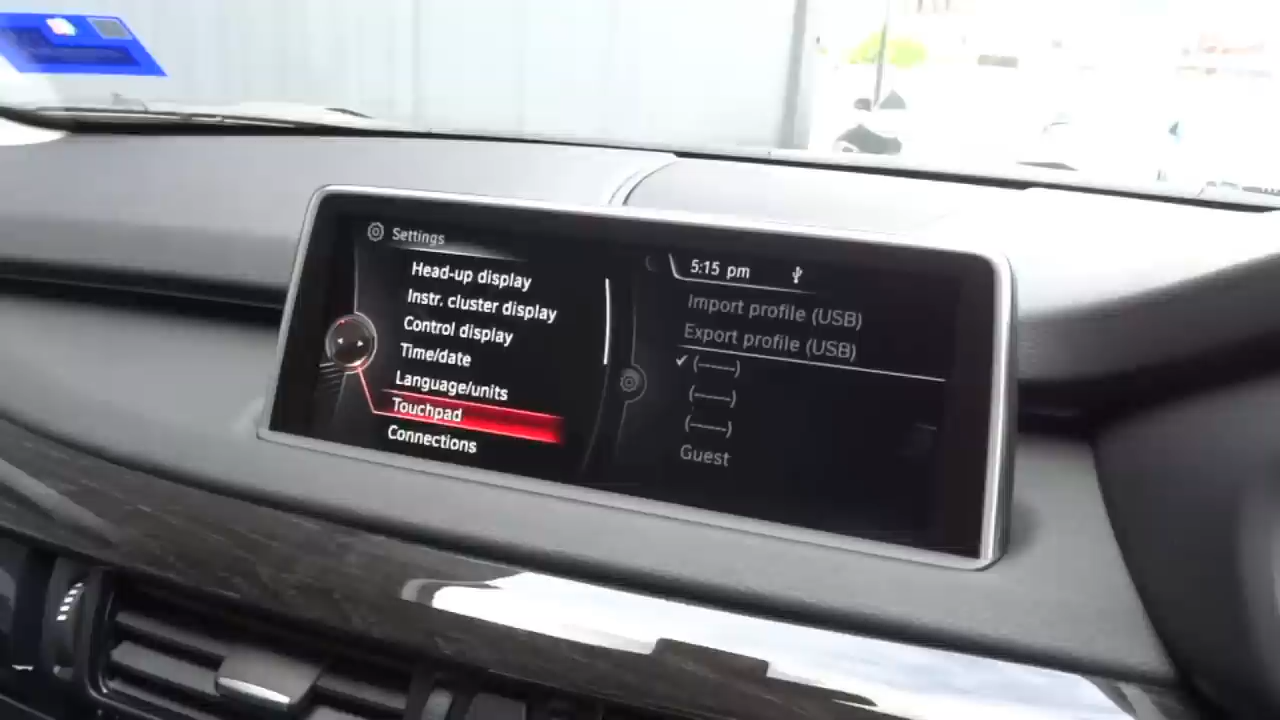 Settings
Head-up display
Instr. cluster display
Control display
Time/date
Language/units
Touchpad
Connections
5:15 pm
Import profile (USB)
Export profile (USB)
✓ (------)
(------)
(------)
Guest